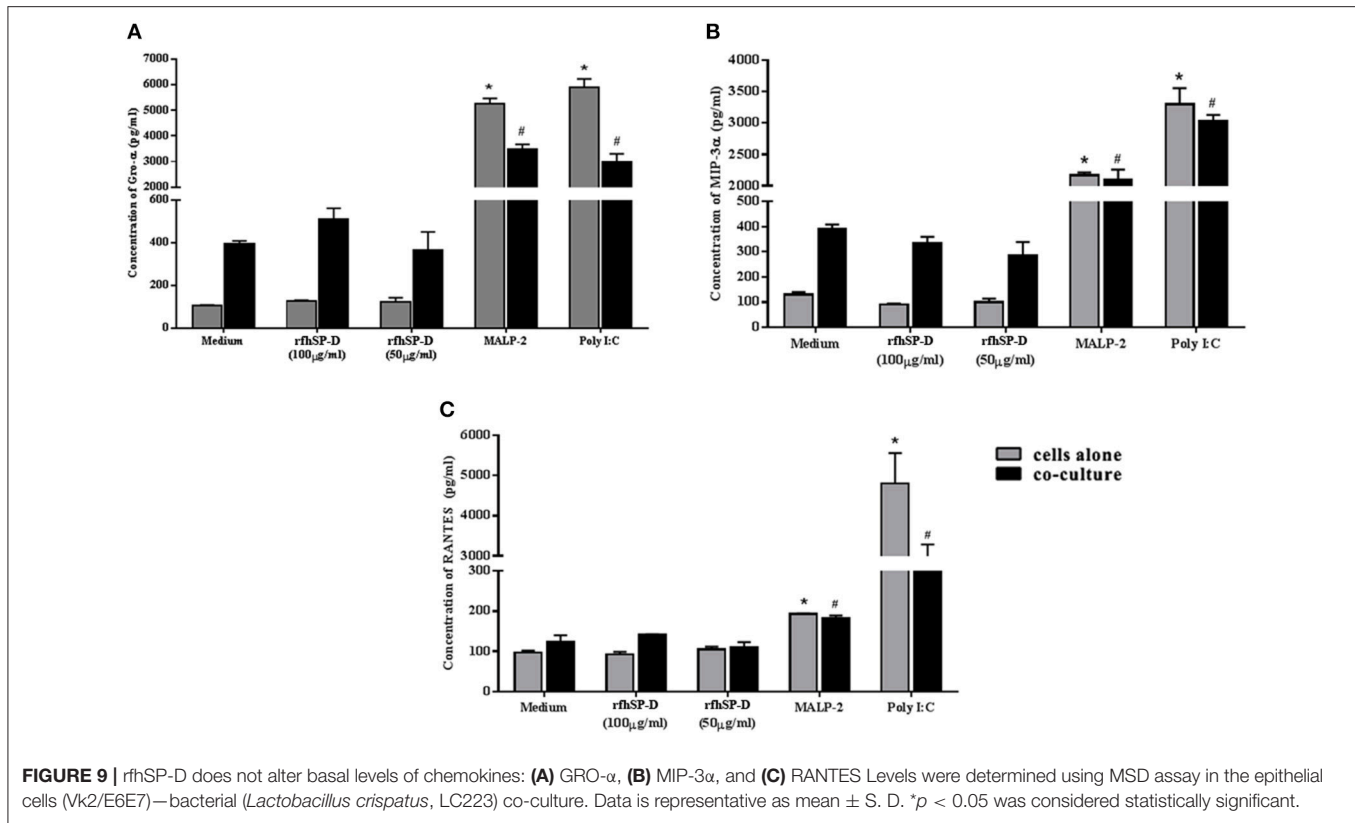 A
Concentration of Gro-α (pg/ml)
7000
6000
5000
4000
3000
2000
600
400
200
0
* # * #
Medium rfhSP-D MALP-2 Poly I:C
(100µg/ml)
rfhSP-D
(50µg/ml)
B
Concentration of MIP-3α (pg/ml)
4000
3500
3000
2500
2000
500
400
300
200
100
0
* # * #
Medium rfhSP-D rfhSP-D MALP-2 Poly I:C
(100µg/ml) (50µg/ml)
C
Concentration of RANTES (pg/ml)
6000
5000
4000
3000
300
200
100
0
* # * #
Medium rfhSP-D rfhSP-D MALP-2 Poly I:C
(100µg/ml) (50µg/ml)
cells alone
co-culture
FIGURE 9 | rfhSP-D does not alter basal levels of chemokines: (A) GRO-α, (B) MIP-3α, and (C) RANTES Levels were determined using MSD assay in the epithelial
cells (Vk2/E6E7)—bacterial (Lactobacillus crispatus, LC223) co-culture. Data is representative as mean ± S. D. *p < 0.05 was considered statistically significant.